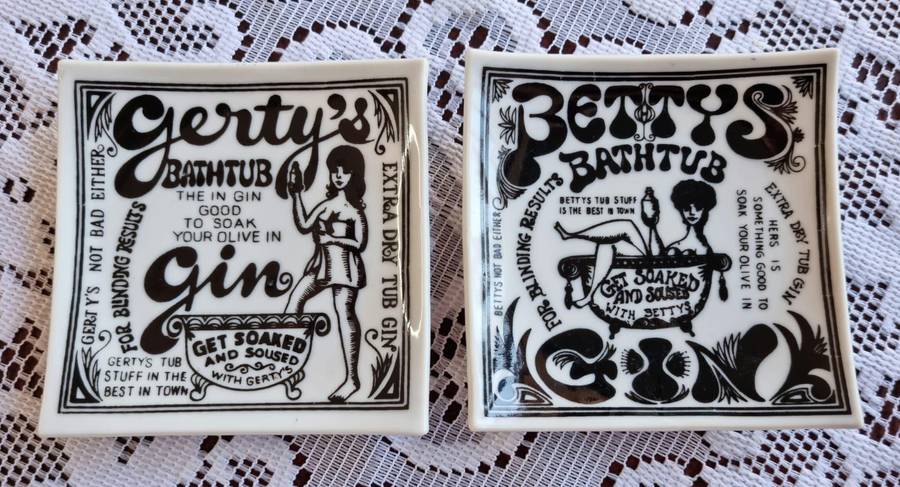 Gerty's
BATHTUB
THE IN GIN
GOOD
TO SOAK
YOUR OLIVE IN
Gin
GERTY'S NOT BAD EITHER
FOR BLINDING RESULTS
EXTRA DRY TUB GIN
GET SOAKED
AND SOUSED
WITH GERTY'S
GERTYS TUB
STUFF IN THE
BEST IN TOWN
BETTYS
BATHTUB
BETTYS TUB STUFF
IS THE BEST IN TOWN
BETTYS NOT BAD EITHER
FOR BLINDING RESULTS
EXTRA DRY TUB GIN
HERS IS
SOMETHING GOOD TO
SOAK YOUR OLIVE IN
GET SOAKED
AND SOUSED
WITH BETTYS
GIN